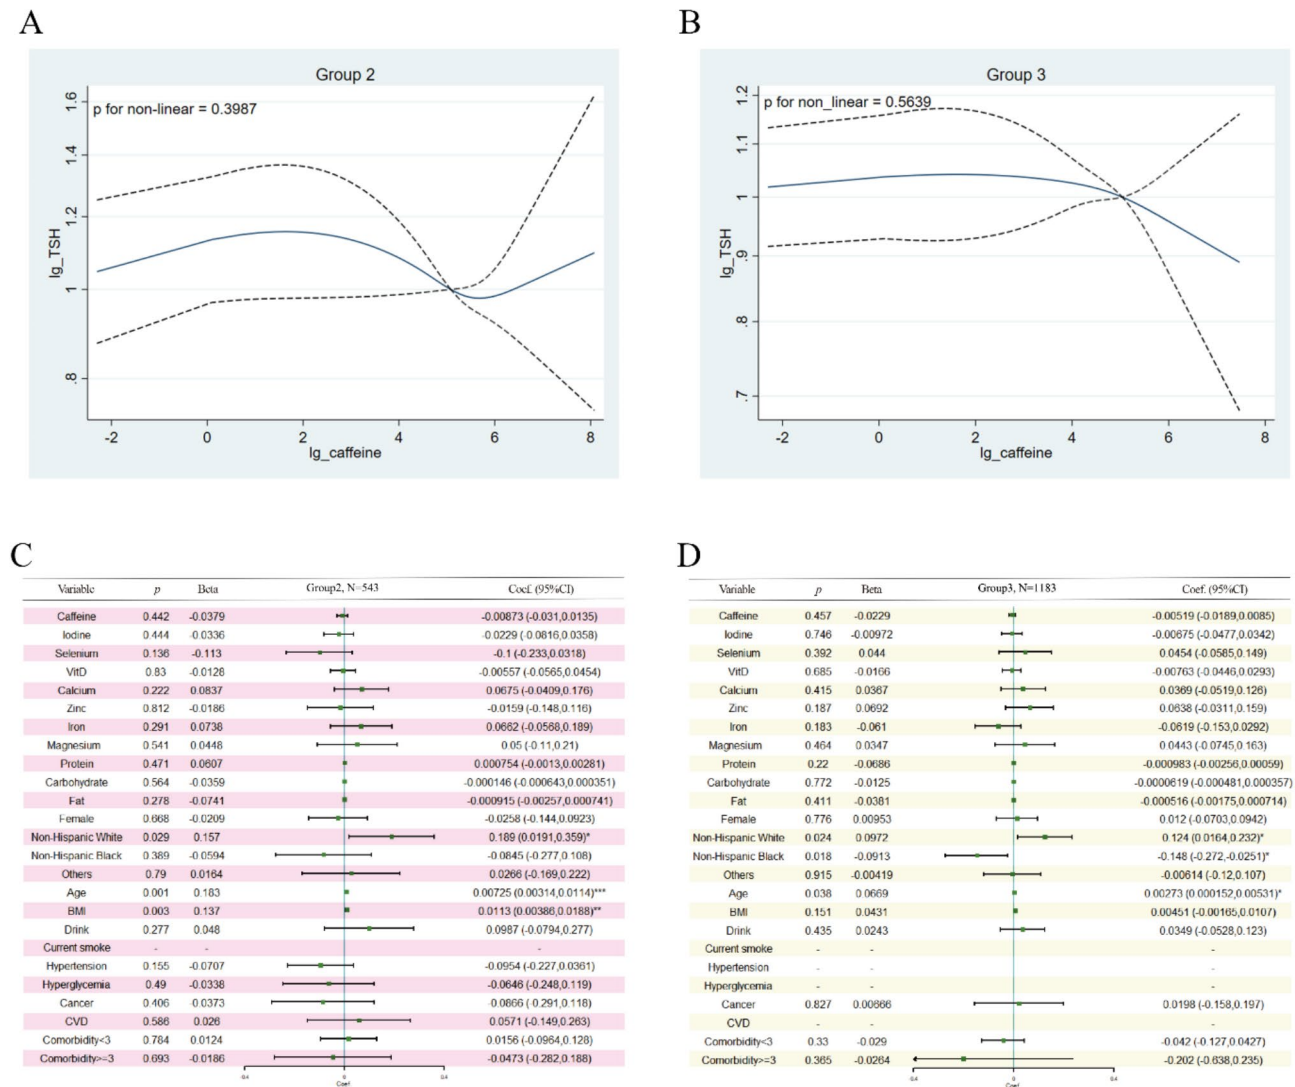 A
Group 2
p for non-linear = 0.3987
1.6
1.4
1.2
1
.8
lg_TSH
-2 0 2 4 6 8
lg_caffeine
B
Group 3
p for non_linear = 0.5639
1.2
1.1
1
.9
.8
.7
lg_TSH
-2 0 2 4 6 8
lg_caffeine
C
Variable p Beta Group2, N=543 Coef. (95%CI)
Caffeine 0.442 -0.0379 -0.00873 (-0.031,0.0135)
Iodine 0.444 -0.0336 -0.0229 (-0.0816,0.0358)
Selenium 0.136 -0.113 -0.1 (-0.233,0.0318)
VitD 0.83 -0.0128 -0.00557 (-0.0565,0.0454)
Calcium 0.222 0.0837 0.0675 (-0.0409,0.176)
Zinc 0.812 -0.0186 -0.0159 (-0.148,0.116)
Iron 0.291 0.0738 0.0662 (-0.0568,0.189)
Magnesium 0.541 0.0448 0.05 (-0.11,0.21)
Protein 0.471 0.0607 0.000754 (-0.0013,0.00281)
Carbohydrate 0.564 -0.0359 -0.000146 (-0.000643,0.000351)
Fat 0.278 -0.0741 -0.000915 (-0.00257,0.000741)
Female 0.668 -0.0209 -0.0258 (-0.144,0.0923)
Non-Hispanic White 0.029 0.157 0.189 (0.0191,0.359)*
Non-Hispanic Black 0.389 -0.0594 -0.0845 (-0.277,0.108)
Others 0.79 0.0164 0.0266 (-0.169,0.222)
Age 0.001 0.183 0.00725 (0.00314,0.0114)***
BMI 0.003 0.137 0.0113 (0.00386,0.0188)**
Drink 0.277 0.048 0.0987 (-0.0794,0.277)
Current smoke - - -
Hypertension 0.155 -0.0707 -0.0954 (-0.227,0.0361)
Hyperglycemia 0.49 -0.0338 -0.0646 (-0.248,0.119)
Cancer 0.406 -0.0373 -0.0866 (-0.291,0.118)
CVD 0.586 0.026 0.0571 (-0.149,0.263)
Comorbidity<3 0.784 0.0124 0.0156 (-0.0964,0.128)
Comorbidity>=3 0.693 -0.0186 -0.0473 (-0.282,0.188)
-0.4 0 0.4
Coef.
D
Variable p Beta Group3, N=1183 Coef. (95%CI)
Caffeine 0.457 -0.0229 -0.00519 (-0.0189,0.0085)
Iodine 0.746 -0.00972 -0.00675 (-0.0477,0.0342)
Selenium 0.392 0.044 0.0454 (-0.0585,0.149)
VitD 0.685 -0.0166 -0.00763 (-0.0446,0.0293)
Calcium 0.415 0.0367 0.0369 (-0.0519,0.126)
Zinc 0.187 0.0692 0.0638 (-0.0311,0.159)
Iron 0.183 -0.061 -0.0619 (-0.153,0.0292)
Magnesium 0.464 0.0347 0.0443 (-0.0745,0.163)
Protein 0.22 -0.0686 -0.000983 (-0.00256,0.00059)
Carbohydrate 0.772 -0.0125 -0.0000619 (-0.000481,0.000357)
Fat 0.411 -0.0381 -0.000516 (-0.00175,0.000714)
Female 0.776 0.00953 0.012 (-0.0703,0.0942)
Non-Hispanic White 0.024 0.0972 0.124 (0.0164,0.232)*
Non-Hispanic Black 0.018 -0.0913 -0.148 (-0.272,-0.0251)*
Others 0.915 -0.00419 -0.00614 (-0.12,0.107)
Age 0.038 0.0669 0.00273 (0.000152,0.00531)*
BMI 0.151 0.0431 0.00451 (-0.00165,0.0107)
Drink 0.435 0.0243 0.0349 (-0.0528,0.123)
Current smoke - - -
Hypertension - - -
Hyperglycemia - - -
Cancer 0.827 0.00666 0.0198 (-0.158,0.197)
CVD - - -
Comorbidity<3 0.33 -0.029 -0.042 (-0.127,0.0427)
Comorbidity>=3 0.365 -0.0264 -0.202 (-0.638,0.235)
-0.4 0 0.4
Coef.